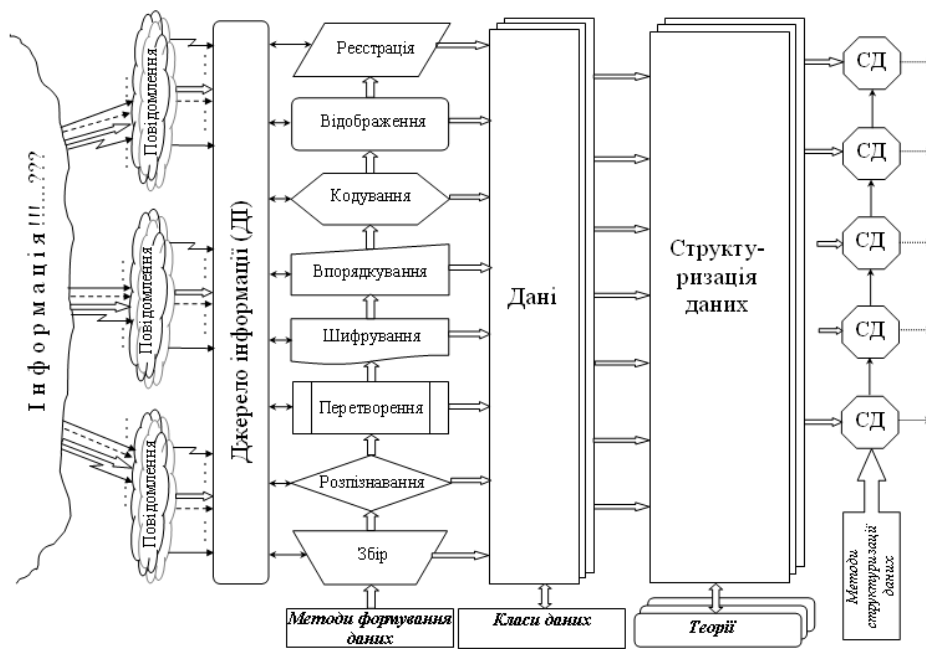 І н ф о р м а ц і я !!!...???
Повідомлення
Повідомлення
Повідомлення
Джерело інформації (ДІ)
Реєстрація
Відображення
Кодування
Впорядкування
Шифрування
Перетворення
Розпізнавання
Збір
Методи формування
даних
Дані
Класи даних
Структу-
ризація
даних
Теорії
СД
СД
СД
СД
СД
Методи
структуризації
даних